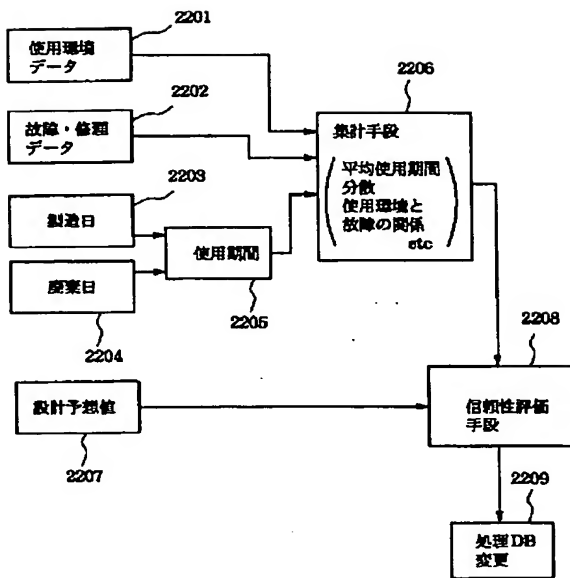 2201
使用環境
データ
2202
故障・修理
データ
2203
製造日
廃棄日
2204
使用期間
2205
2206
集計手段
平均使用期間
分散
使用環境と
故障の関係
etc
設計予想値
2207
2208
信頼性評価
手段
2209
処理DB
変更